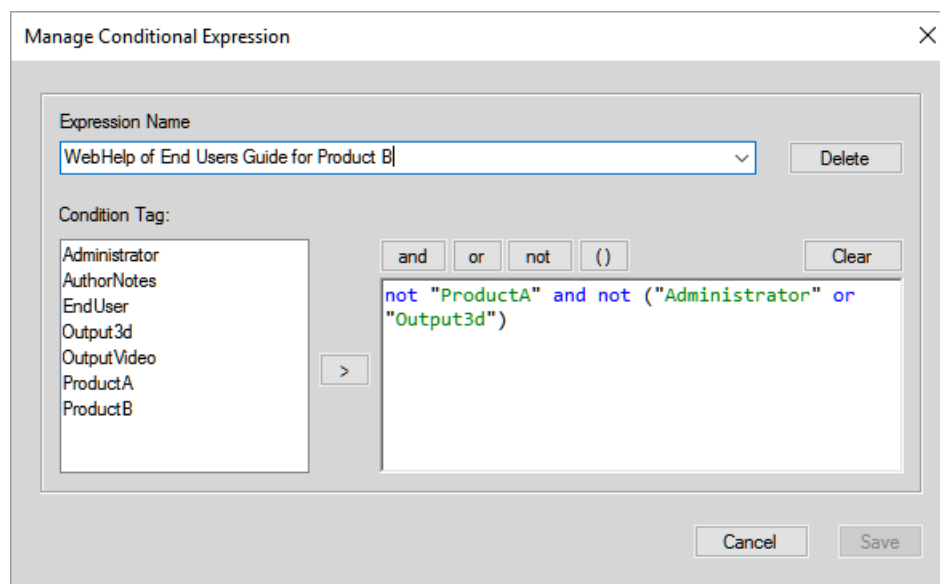 Manage Conditional Expression
Expression Name
WebHelp of End Users Guide for Product B
Delete
Condition Tag:
and or not () Clear
Administrator
AuthorNotes
EndUser
Output3d
OutputVideo
ProductA
ProductB
>
not "ProductA" and not ("Administrator" or
"Output3d")
Cancel Save